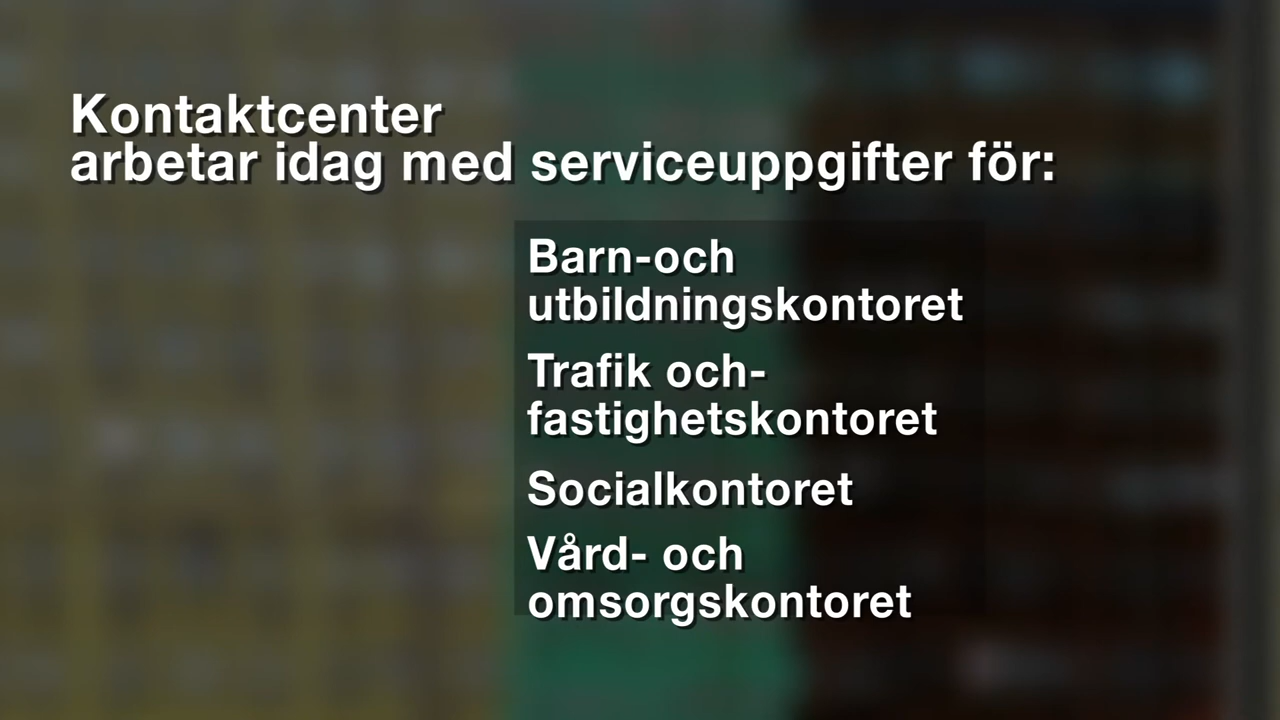 Kontaktcenter
arbetar idag med serviceuppgifter för:
Barn-och
utbildningskontoret
Trafik och-
fastighetskontoret
Socialkontoret
Vård- och
omsorgskontoret